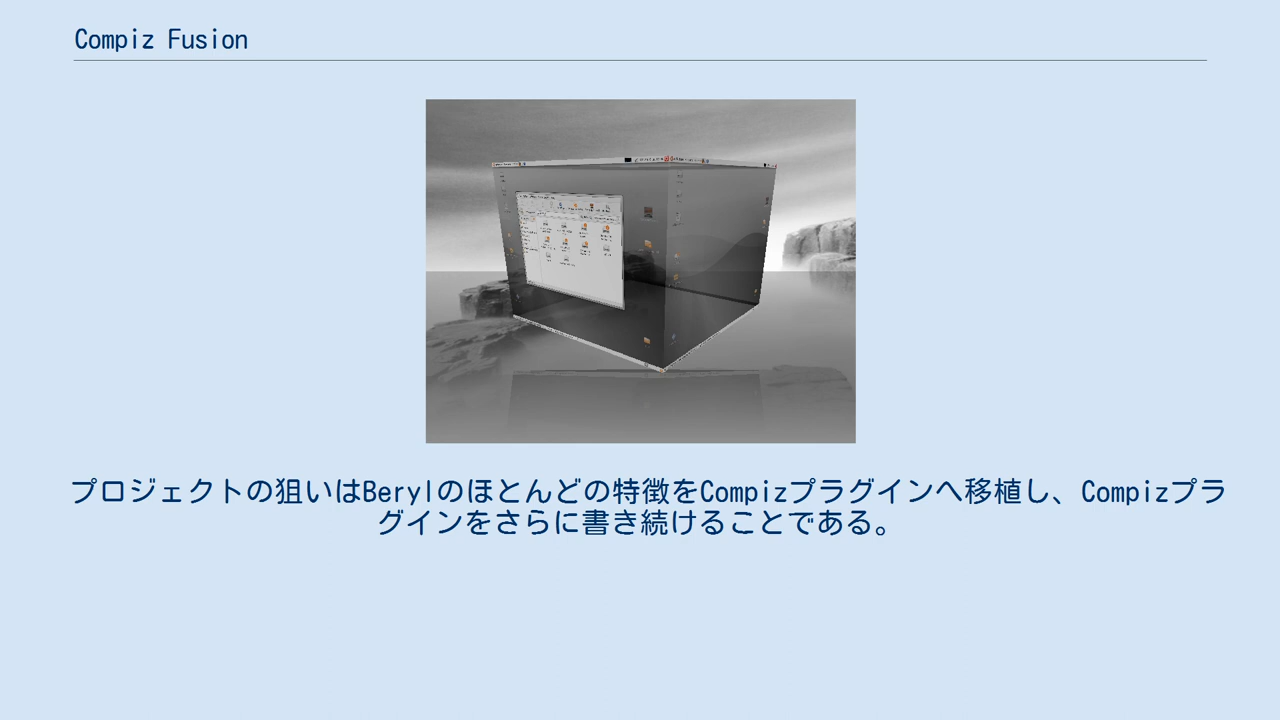 Compiz Fusion
プロジェクトの狙いはBerylのほとんどの特徴をCompizプラグインへ移植し、Compizプラ
グインをさらに書き続けることである。